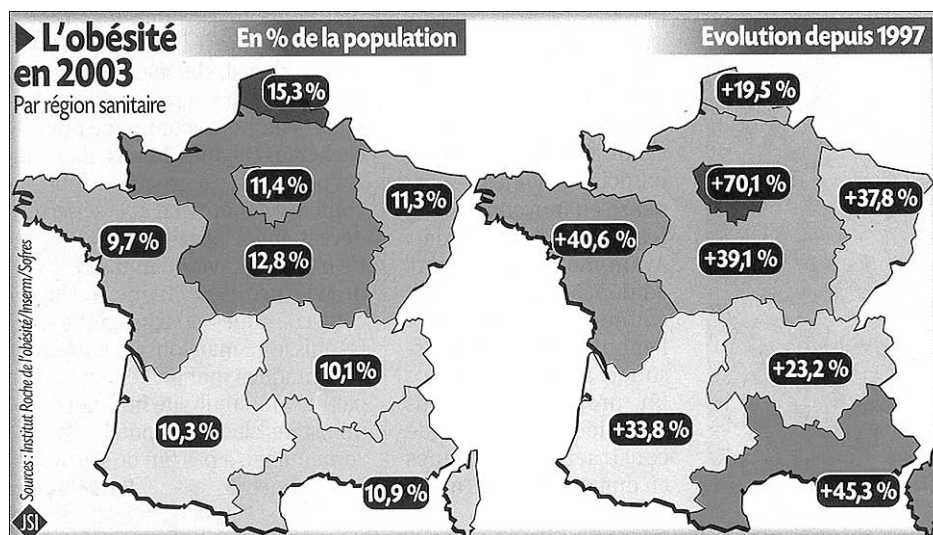 L'obésité
en 2003
Par région sanitaire
En % de la population
15,3 %
11,4 %
11,3 %
9,7 %
12,8 %
10,1 %
10,3 %
10,9 %
Evolution depuis 1997
+19,5 %
+70,1 %
+37,8 %
+40,6 %
+39,1 %
+23,2 %
+33,8 %
+45,3 %
Sources : Institut Roche de l'obésité/Inserm/Sofres
JSI